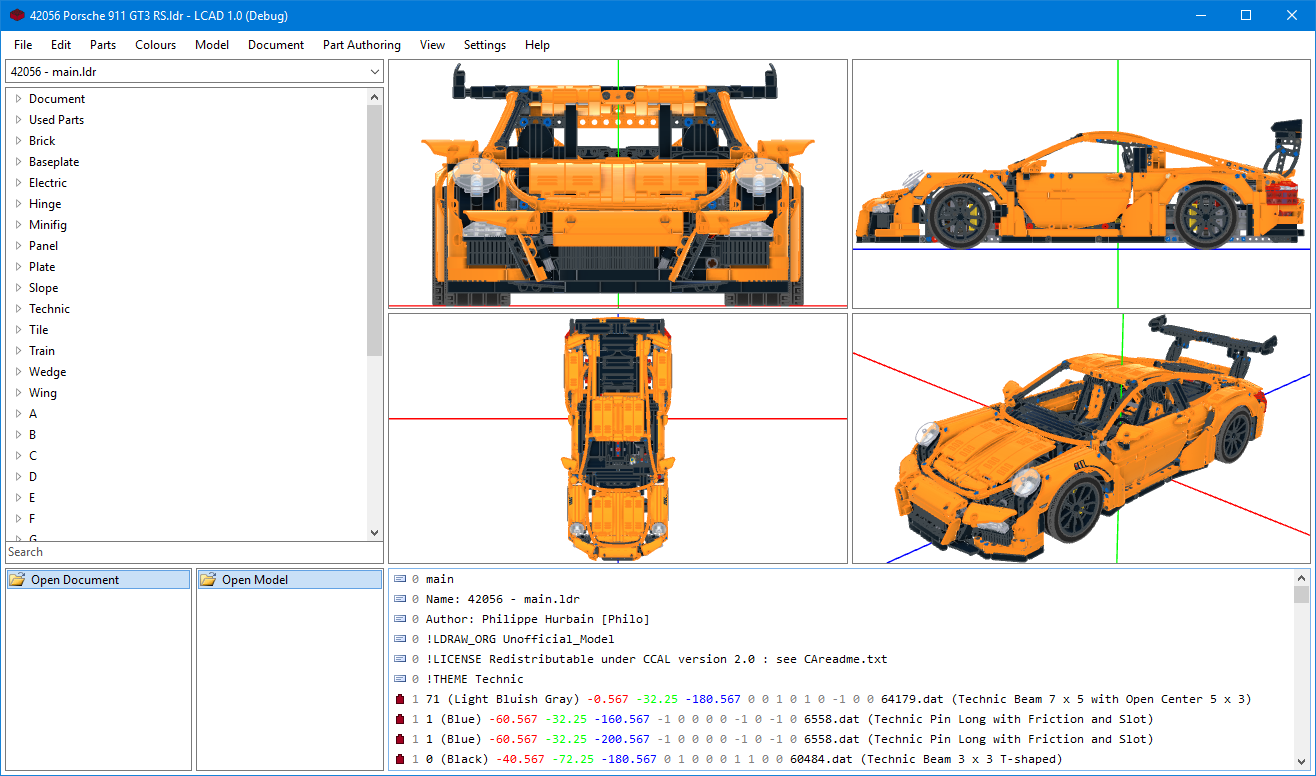 42056 Porsche 911 GT3 RS.ldr - LCAD 1.0 (Debug)
File Edit Parts Colours Model Document Part Authoring View Settings Help
42056 - main.ldr
Document
Used Parts
Brick
Baseplate
Electric
Hinge
Minifig
Panel
Plate
Slope
Technic
Tile
Train
Wedge
Wing
A
B
C
D
E
F
G
Search
Open Document
Open Model
0 main
0 Name: 42056 - main.ldr
0 Author: Philippe Hurbain [Philo]
0 !LDRAW_ORG Unofficial_Model
0 !LICENSE Redistributable under CCAL version 2.0 : see CAreadme.txt
0 !THEME Technic
1 71 (Light Bluish Gray) -0.567 -32.25 -180.567 0 0 1 0 1 0 -1 0 0 64179.dat (Technic Beam 7 x 5 with Open Center 5 x 3)
1 1 (Blue) -60.567 -32.25 -160.567 -1 0 0 0 0 -1 0 -1 0 6558.dat (Technic Pin Long with Friction and Slot)
1 1 (Blue) -60.567 -32.25 -200.567 -1 0 0 0 0 -1 0 -1 0 6558.dat (Technic Pin Long with Friction and Slot)
1 0 (Black) -40.567 -72.25 -180.567 0 1 0 0 0 1 1 0 0 60484.dat (Technic Beam 3 x 3 T-shaped)